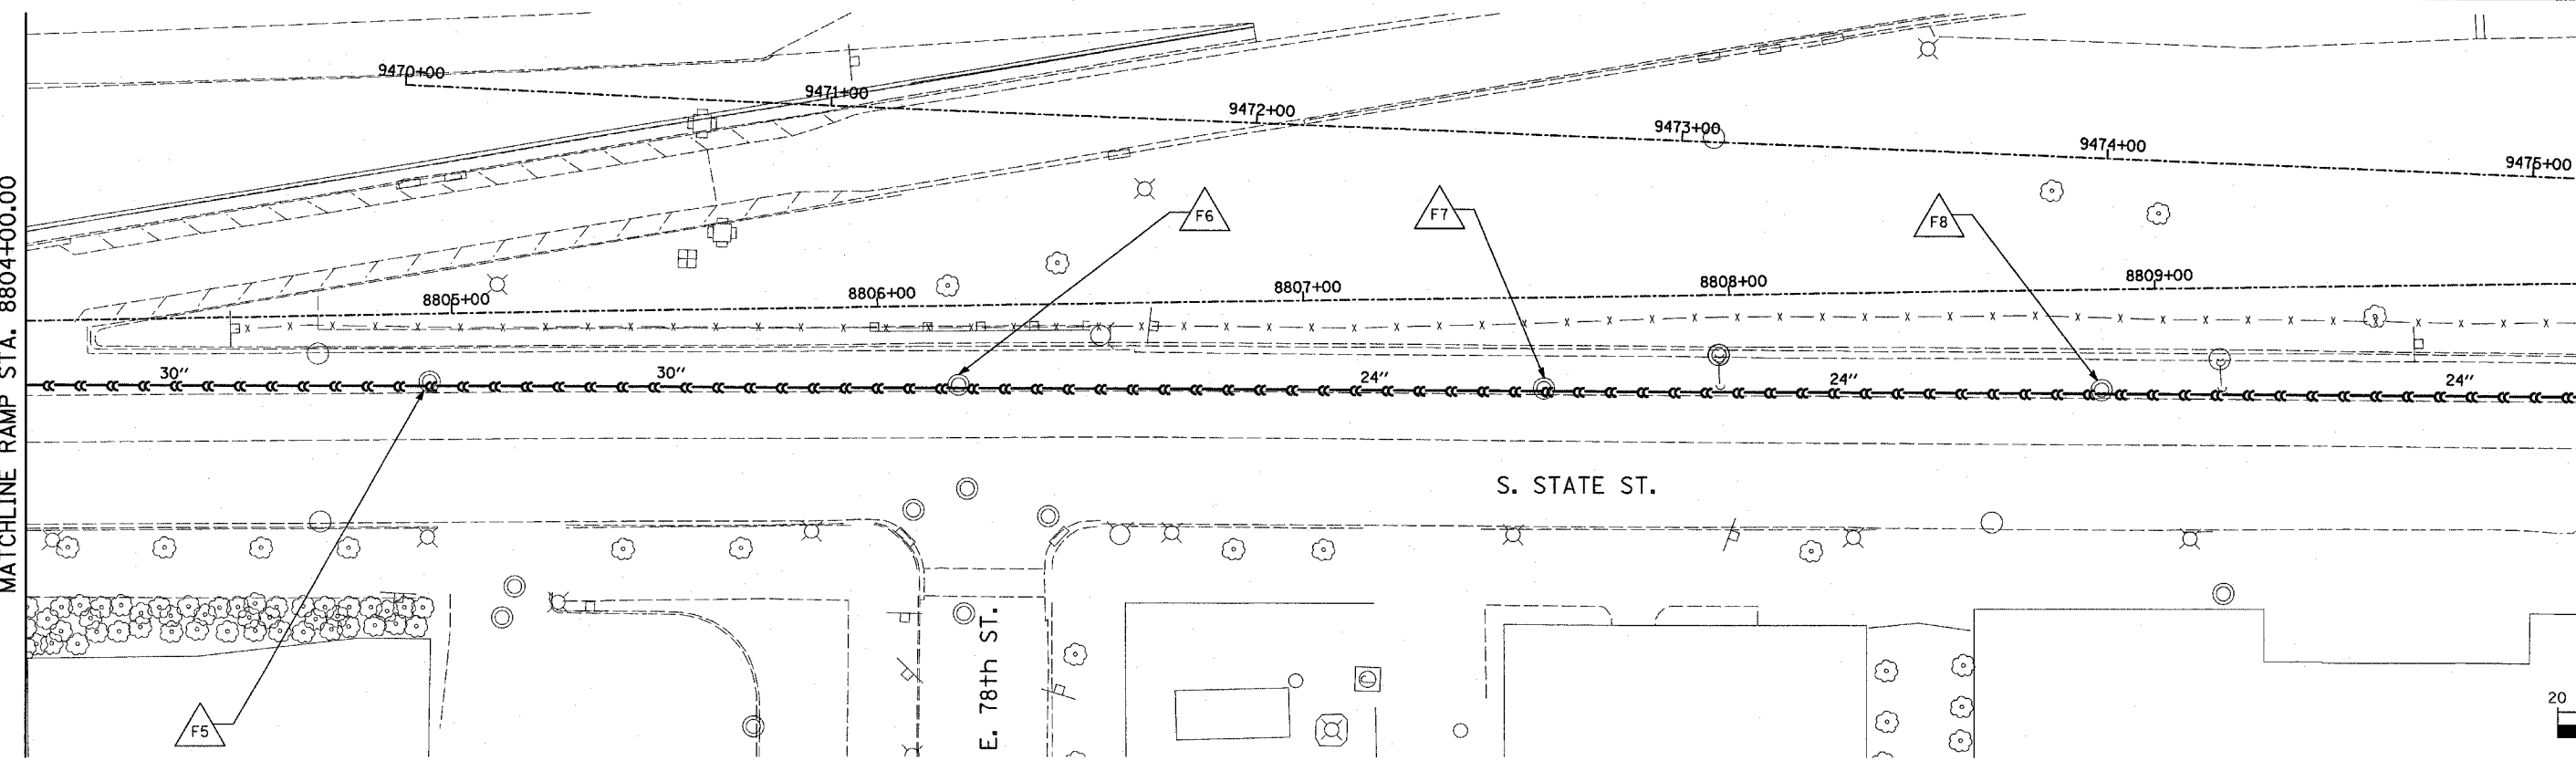 MATCHLINE RAMP STA. 8804+00.00
9470+00
9471+00
9472+00
9473+00
9474+00
9475+00
F6
F7
F8
8805+00
8806+00
8807+00
8808+00
8809+00
30''
30''
24''
24''
24''
S. STATE ST.
E. 78th ST.
F5
20